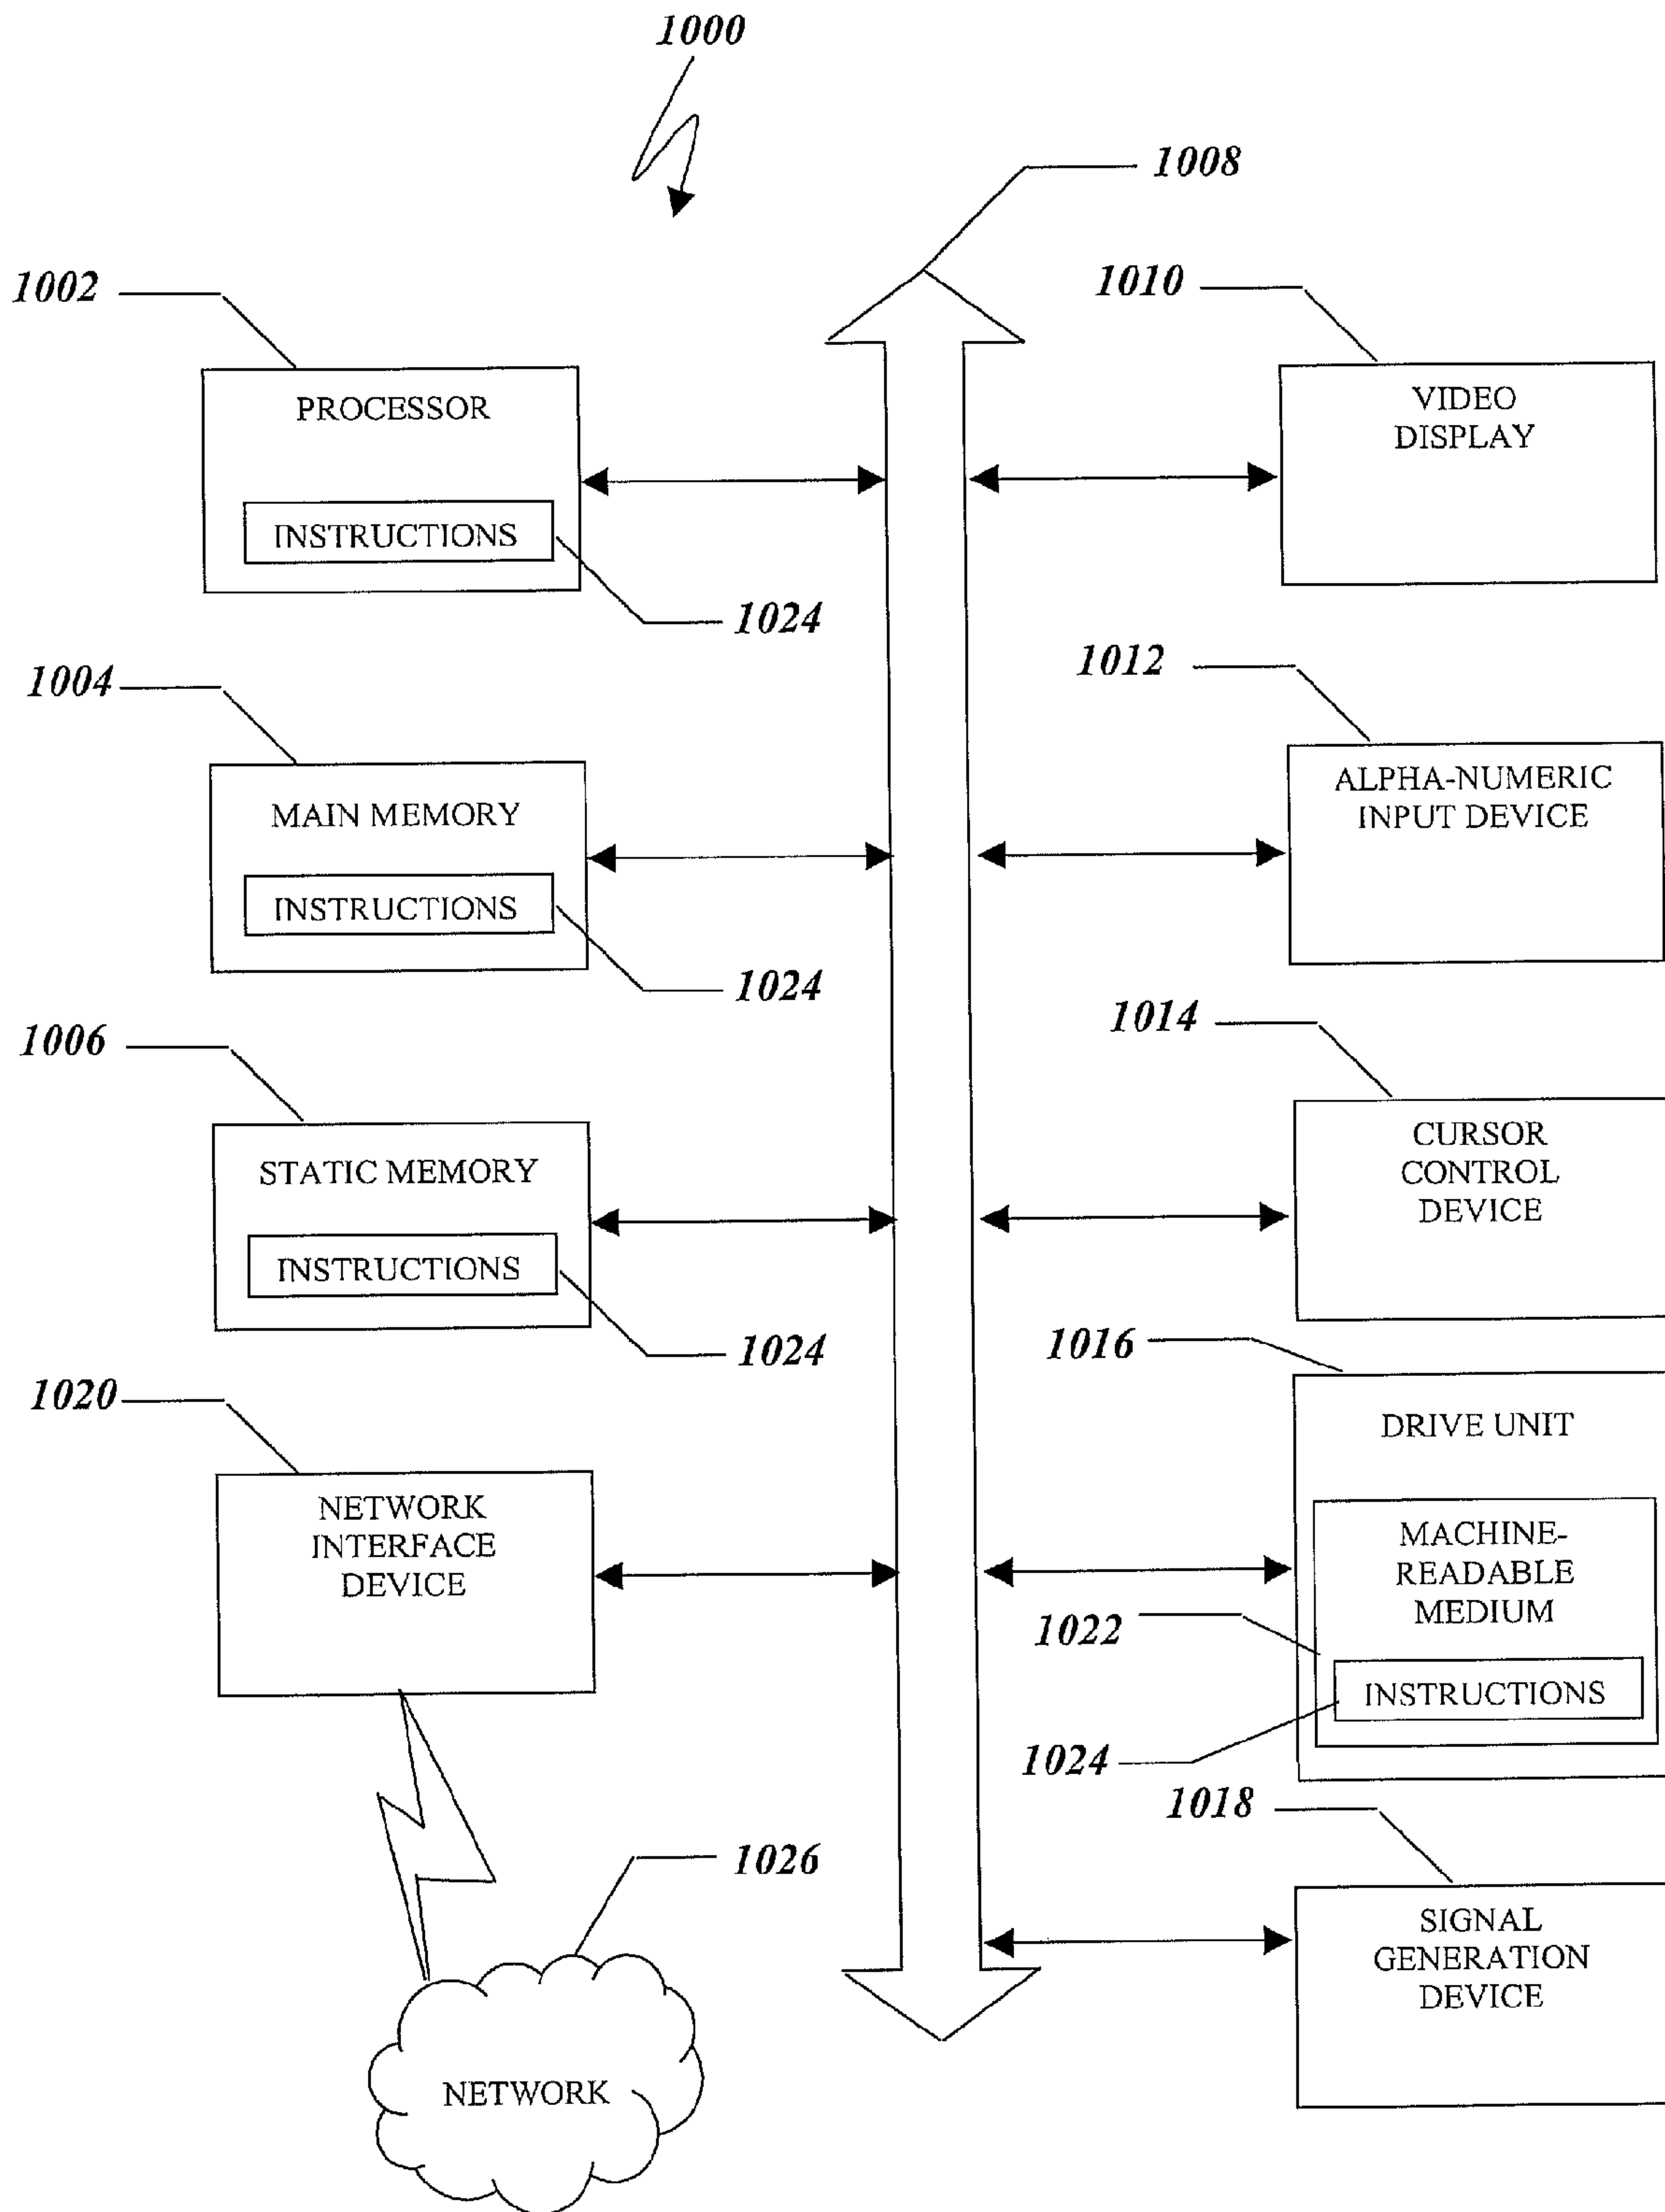 1000
1008
1002
PROCESSOR
INSTRUCTIONS
1024
1010
VIDEO
DISPLAY
1004
MAIN MEMORY
INSTRUCTIONS
1024
1012
ALPHA-NUMERIC
INPUT DEVICE
1006
STATIC MEMORY
INSTRUCTIONS
1024
1014
CURSOR
CONTROL
DEVICE
1020
NETWORK
INTERFACE
DEVICE
1016
DRIVE UNIT
MACHINE-
READABLE
MEDIUM
1022
INSTRUCTIONS
1024
1026
NETWORK
1018
SIGNAL
GENERATION
DEVICE